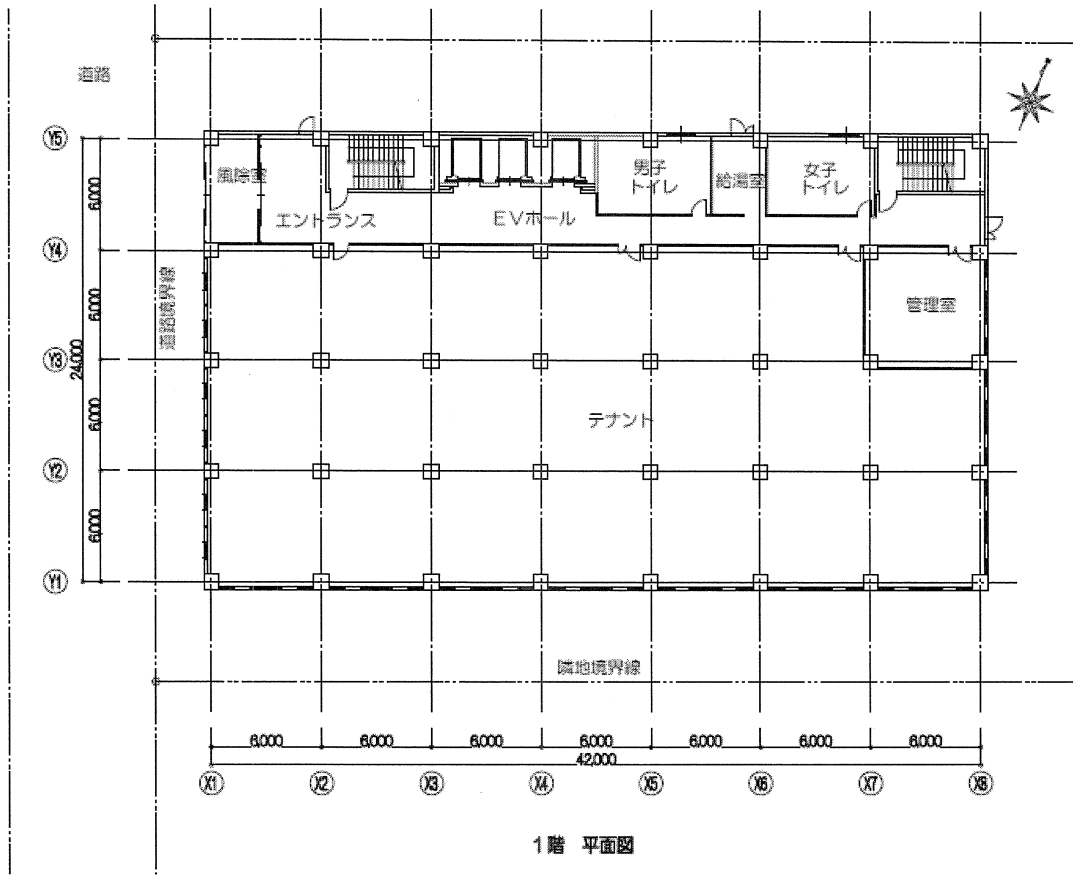 道路
Y5
風除室
エントランス
EVホール
男子
トイレ
給湯室
女子
トイレ
6,000
Y4
道路境界線
6,000
管理室
Y3
24,000
テナント
6,000
Y2
6,000
Y1
隣地境界線
6,000 6,000 6,000 6,000 6,000 6,000 6,000
42,000
X1 X2 X3 X4 X5 X6 X7 X8
1階 平面図